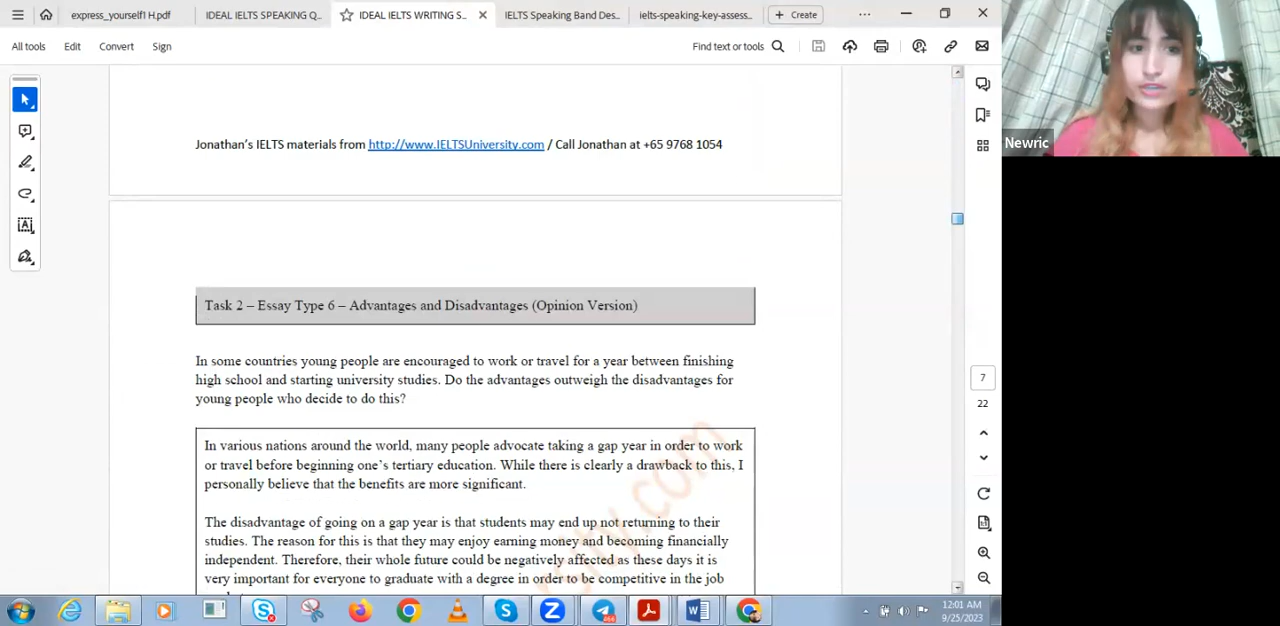 express_yourself1 H.pdf
IDEAL IELTS SPEAKING Q...
IDEAL IELTS WRITING S...
IELTS Speaking Band Des...
ielts-speaking-key-assess...
+ Create
All tools Edit Convert Sign
Find text or tools
Newric
Jonathan's IELTS materials from http://www.IELTSUniversity.com / Call Jonathan at +65 9768 1054
Task 2 – Essay Type 6 – Advantages and Disadvantages (Opinion Version)
In some countries young people are encouraged to work or travel for a year between finishing
high school and starting university studies. Do the advantages outweigh the disadvantages for
young people who decide to do this?
In various nations around the world, many people advocate taking a gap year in order to work
or travel before beginning one's tertiary education. While there is clearly a drawback to this, I
personally believe that the benefits are more significant.
The disadvantage of going on a gap year is that students may end up not returning to their
studies. The reason for this is that they may enjoy earning money and becoming financially
independent. Therefore, their whole future could be negatively affected as these days it is
very important for everyone to graduate with a degree in order to be competitive in the job
7
22
12:01 AM
9/25/2023